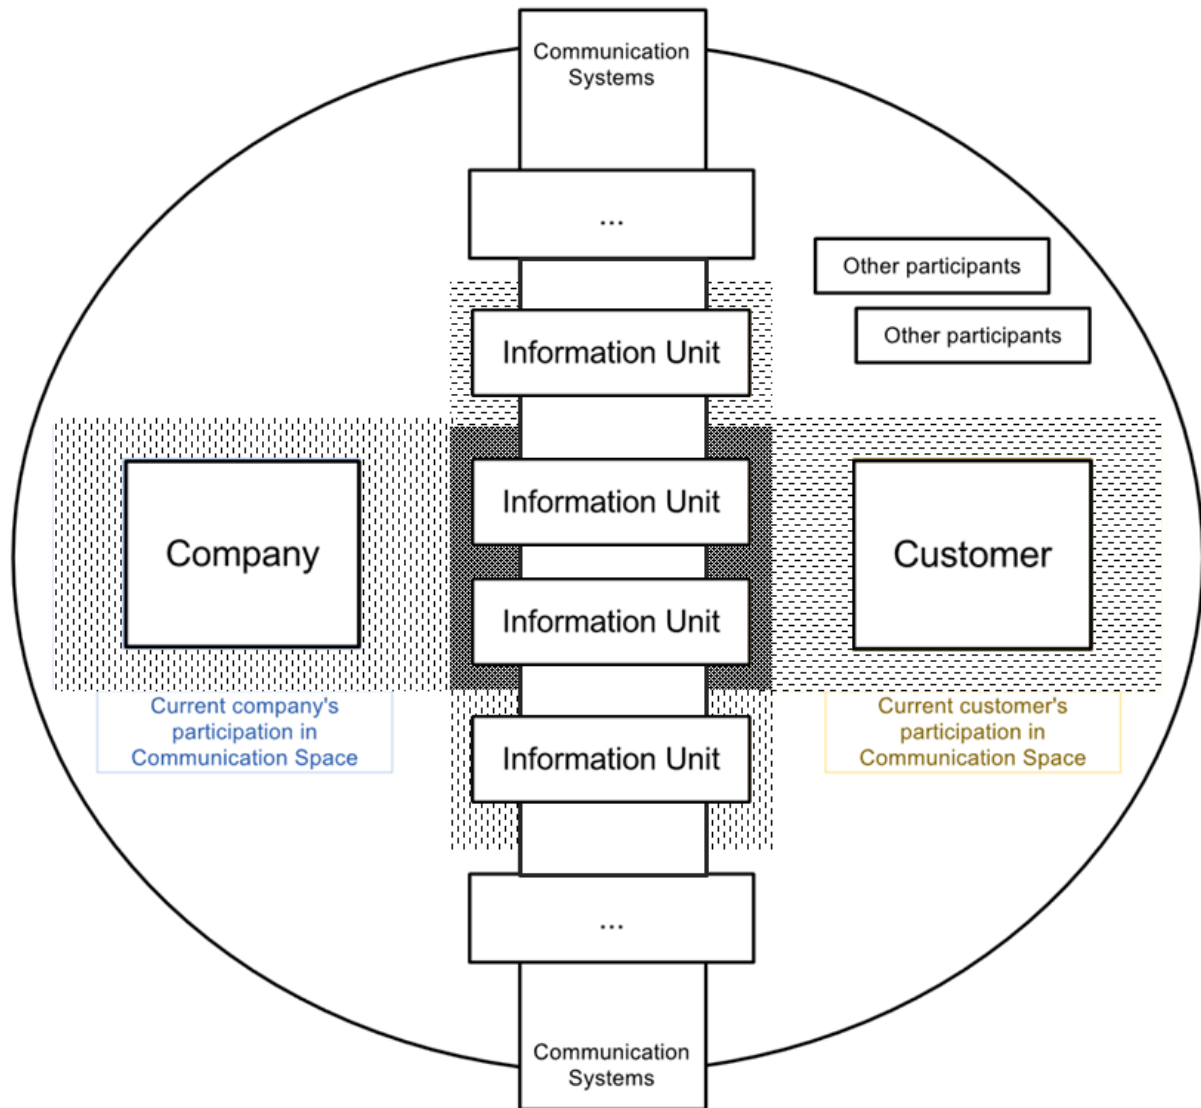 Communication
Systems
...
Other participants
Other participants
Information Unit
Information Unit
Company
Customer
Information Unit
Current company's
participation in
Communication Space
Current customer's
participation in
Communication Space
Information Unit
...
Communication
Systems